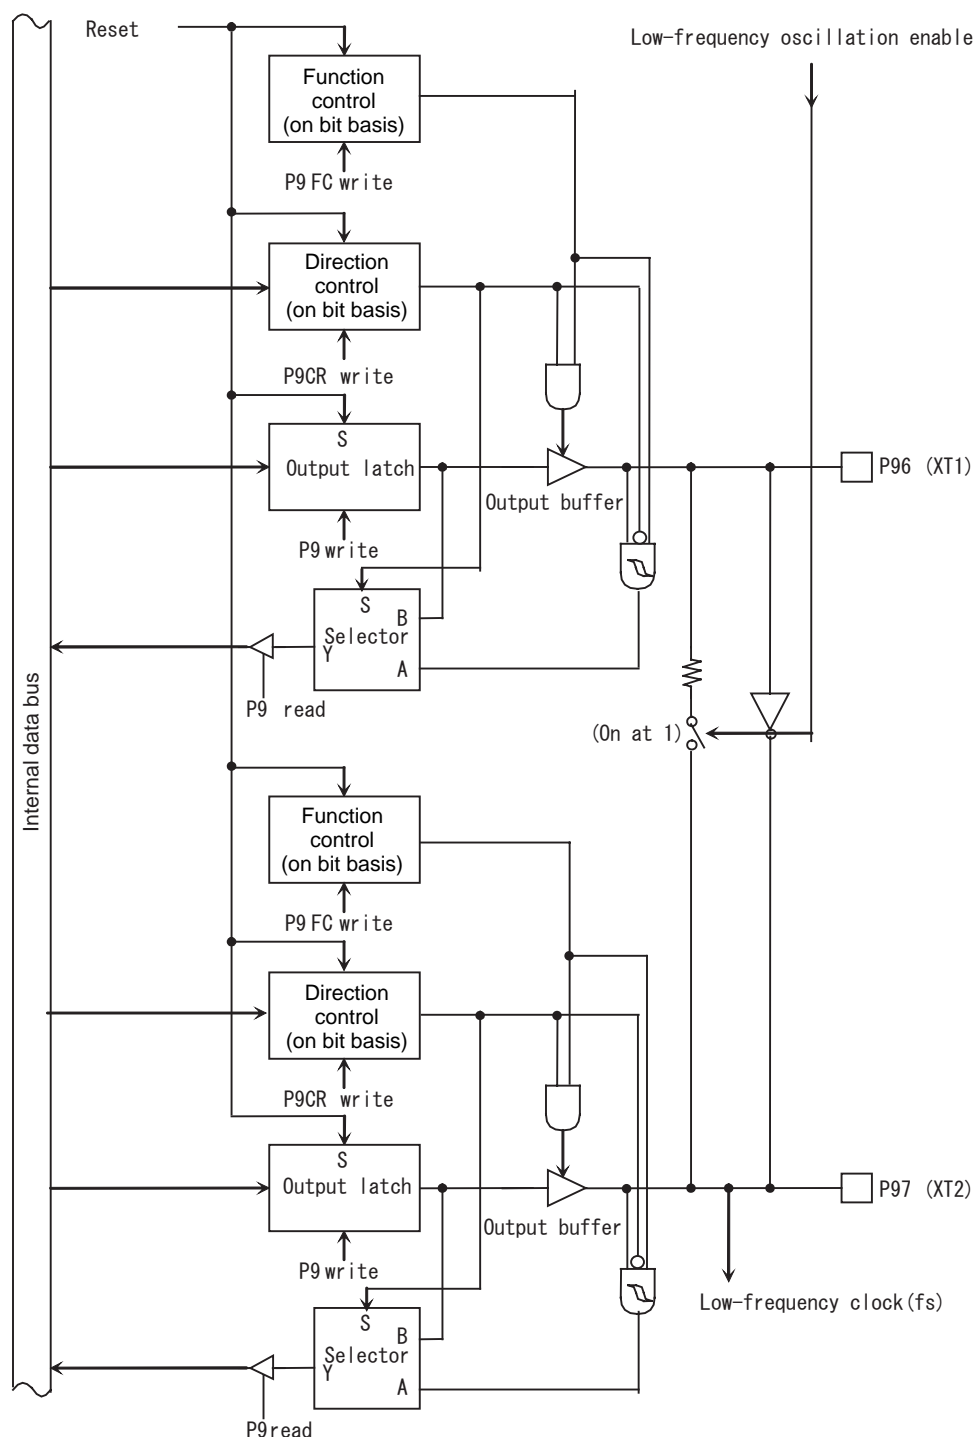 Reset
Low-frequency oscillation enable
Function
control
(on bit basis)
P9 FC write
Direction
control
(on bit basis)
P9CR write
S
Output latch
P96 (XT1)
Output buffer
P9 write
S
B
Selector
Y
A
P9 read
(On at 1)
Internal data bus
Function
control
(on bit basis)
P9 FC write
Direction
control
(on bit basis)
P9CR write
S
Output latch
P97 (XT2)
Output buffer
P9 write
Low-frequency clock(fs)
S
B
Selector
Y
A
P9 read